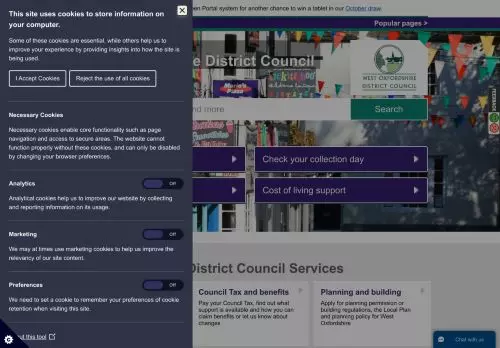 This site uses cookies to store information on
your computer.
Some of these cookies are essential, while others help us to
improve your experience by providing insights into how the site is
being used.
I Accept Cookies
Reject the use of all cookies
Necessary Cookies
Necessary cookies enable core functionality such as page
navigation and access to secure areas. The website cannot
function properly without these cookies, and can only be disabled
by changing your browser preferences.
Analytics
Off
Analytical cookies help us to improve our website by collecting
and reporting information on its usage.
Marketing
Off
We may at times use marketing cookies to help us improve the
relevancy of our site content.
Preferences
Off
We need to set a cookie to remember your preferences of cookie
retention when visiting this site.
this tool
en Portal system for another chance to win a tablet in our October draw
Popular pages >
e District Council
WEST OXFORDSHIRE
DISTRICT COUNCIL
nd more
Search
Check your collection day
Cost of living support
District Council Services
Council Tax and benefits
Pay your Council Tax, find out what
support is available and how you can
claim benefits or let us know about
changes
Planning and building
Apply for planning permission or
building regulations, the Local Plan
and planning policy for West
Oxfordshire
Chat with us